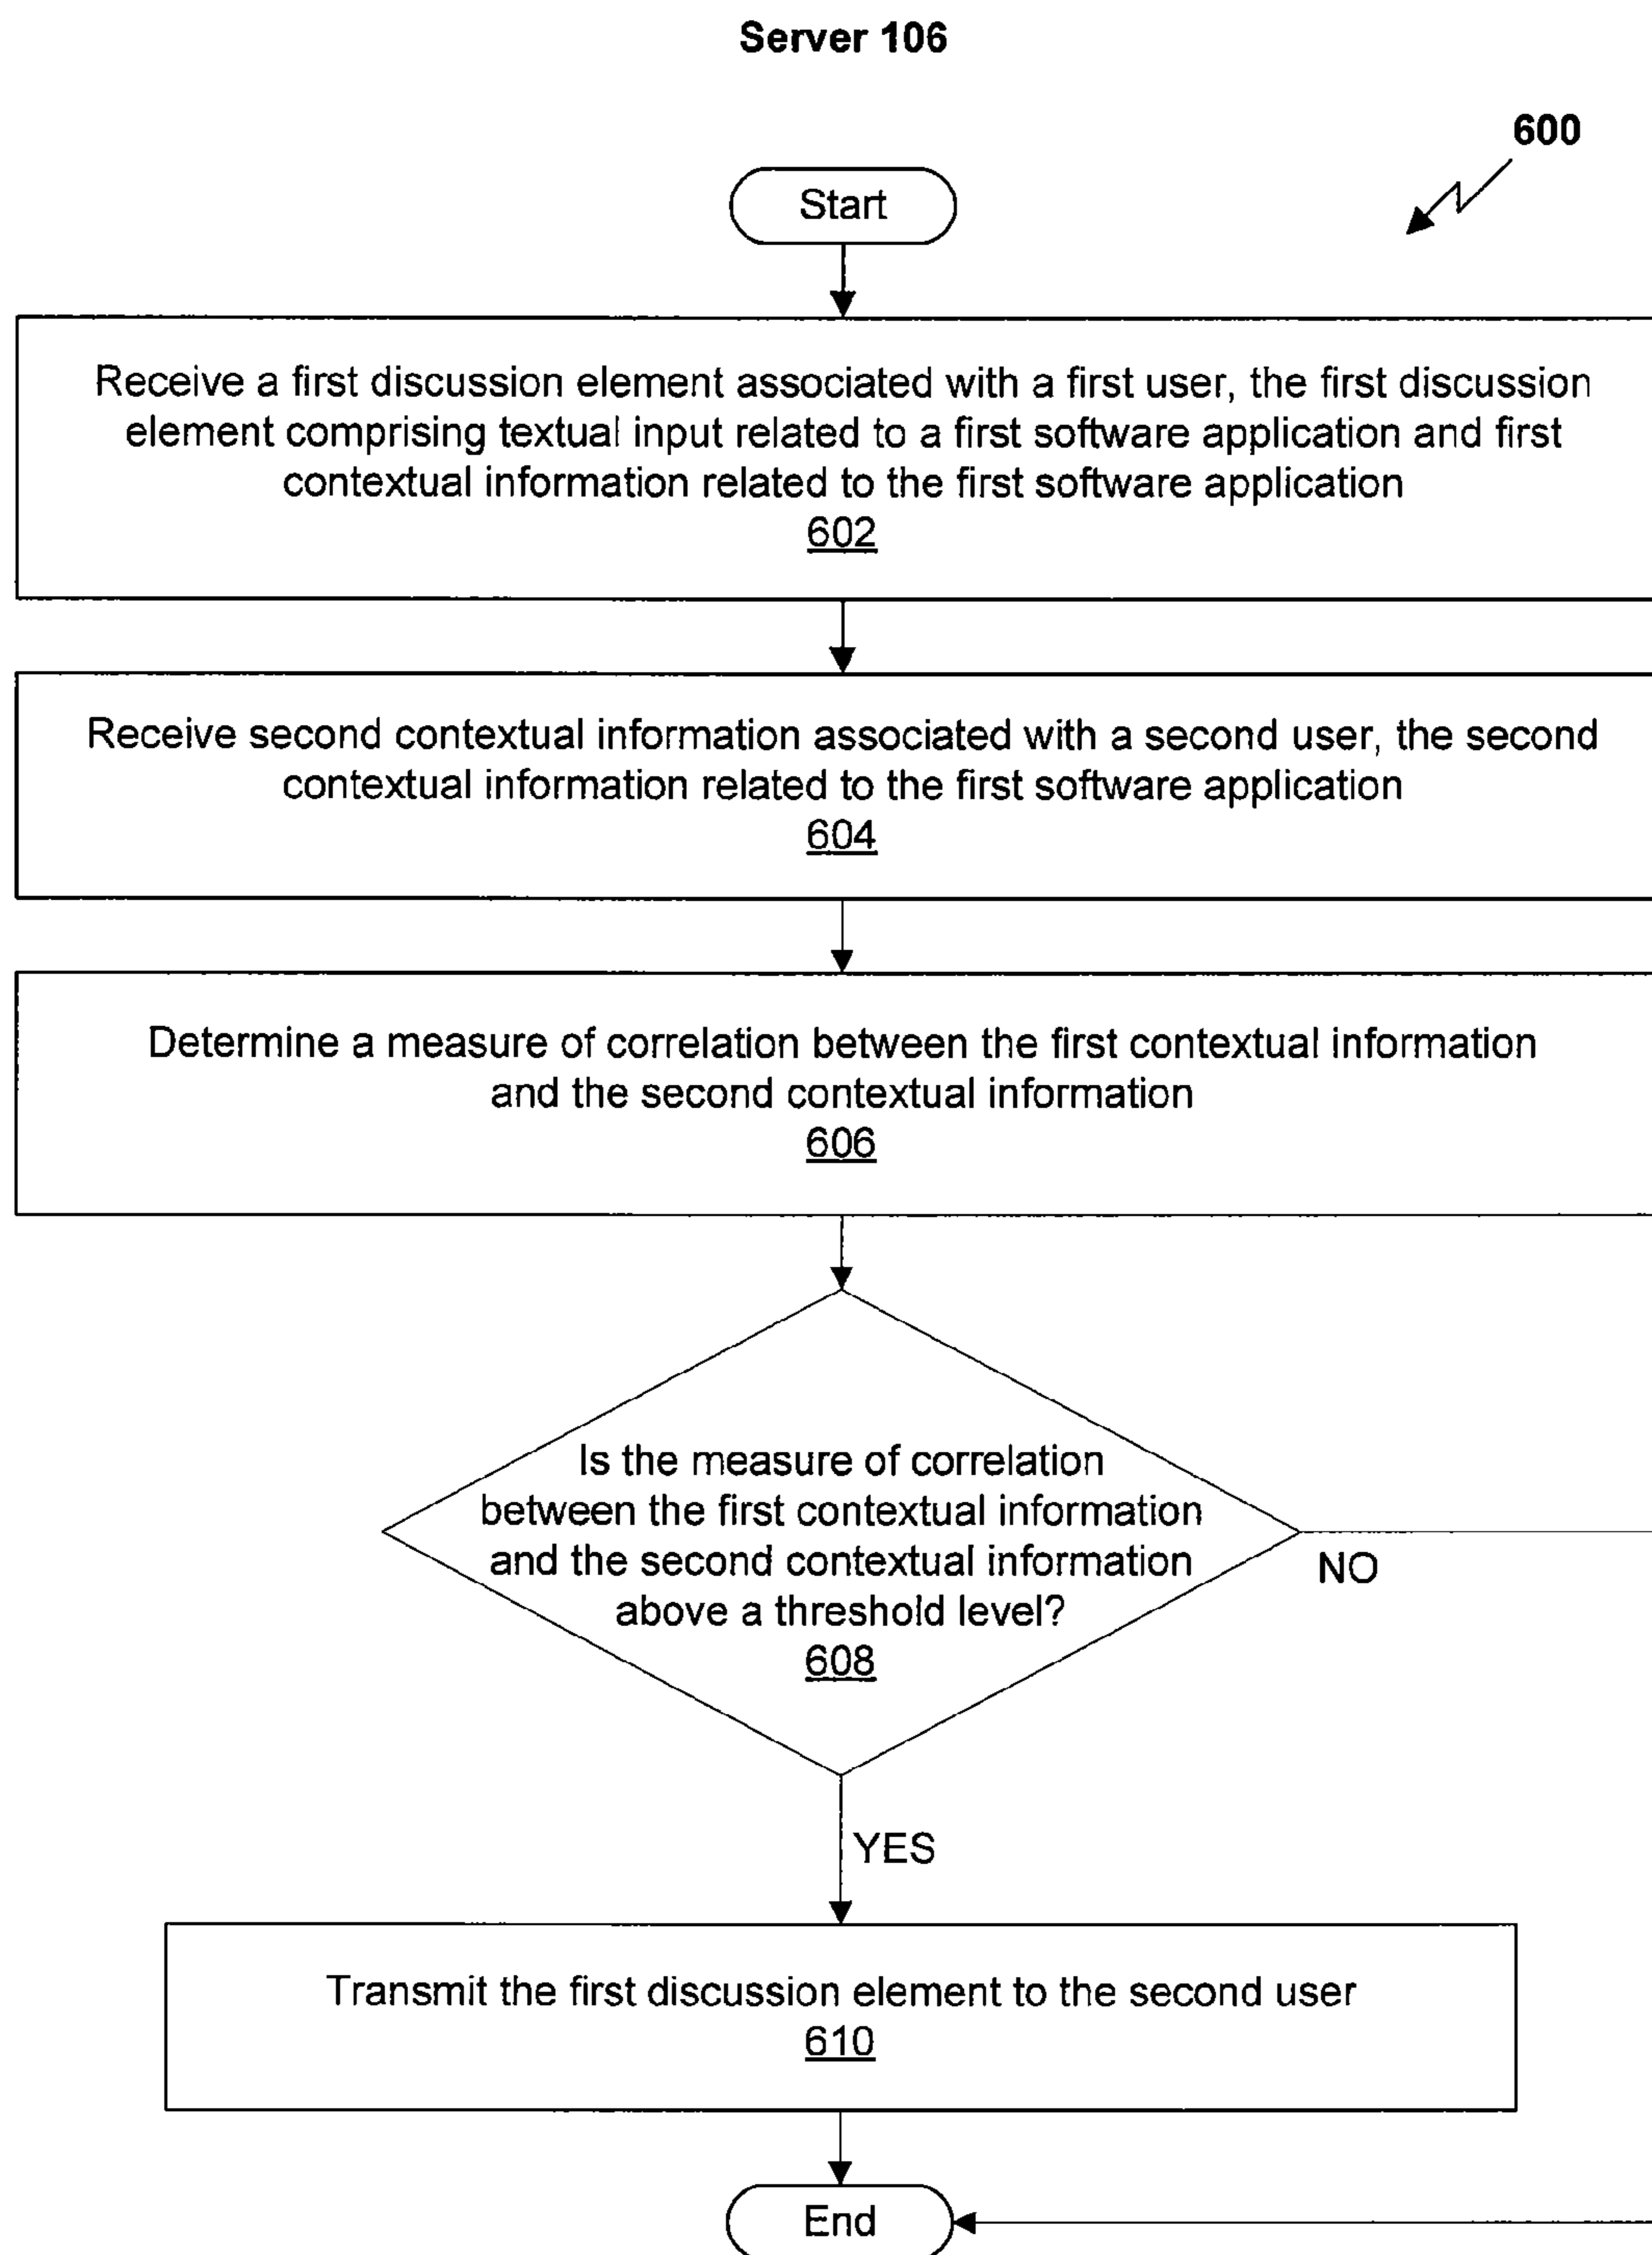 Server 106
600
Start
Receive a first discussion element associated with a first user, the first discussion
element comprising textual input related to a first software application and first
contextual information related to the first software application
602
Receive second contextual information associated with a second user, the second
contextual information related to the first software application
604
Determine a measure of correlation between the first contextual information
and the second contextual information
606
Is the measure of correlation
between the first contextual information
and the second contextual information
above a threshold level?
608
NO
YES
Transmit the first discussion element to the second user
610
End